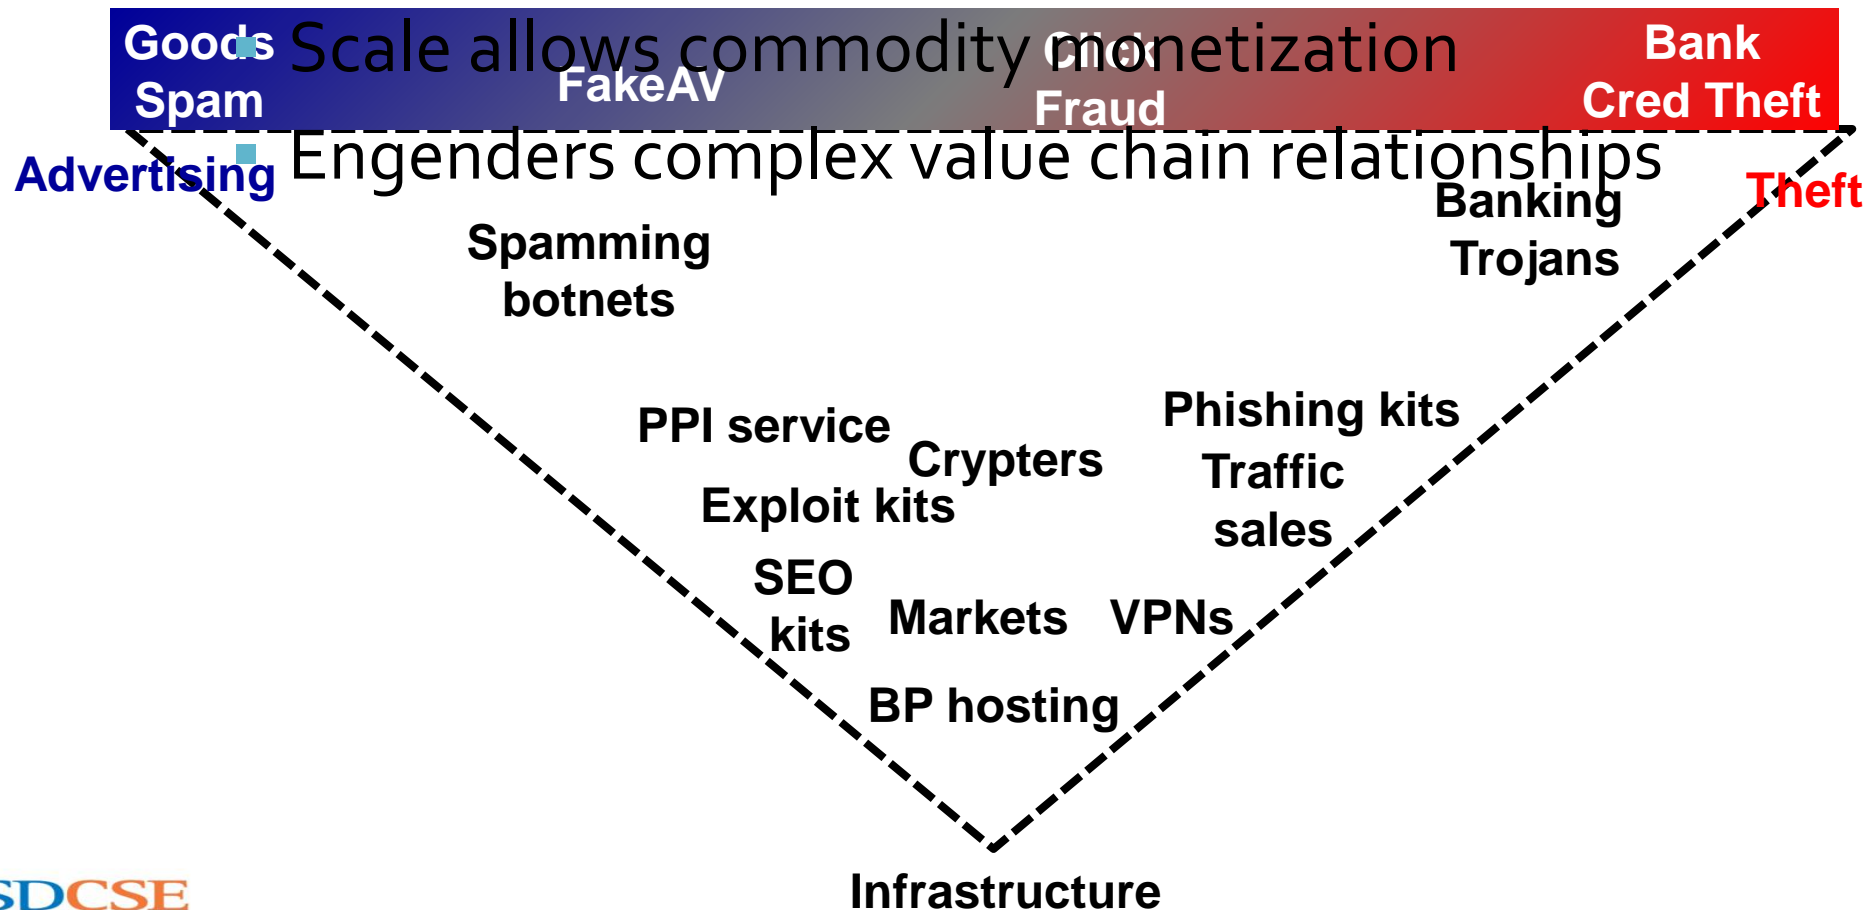 Goods
Spam
Scale allows commodity monetization
FakeAV
Click
Fraud
Bank
Cred Theft
Engenders complex value chain relationships
Advertising
Theft
Banking
Trojans
Spamming
botnets
PPI service
Crypters
Phishing kits
Traffic
sales
Exploit kits
SEO
kits
Markets
VPNs
BP hosting
Infrastructure
SDCSE